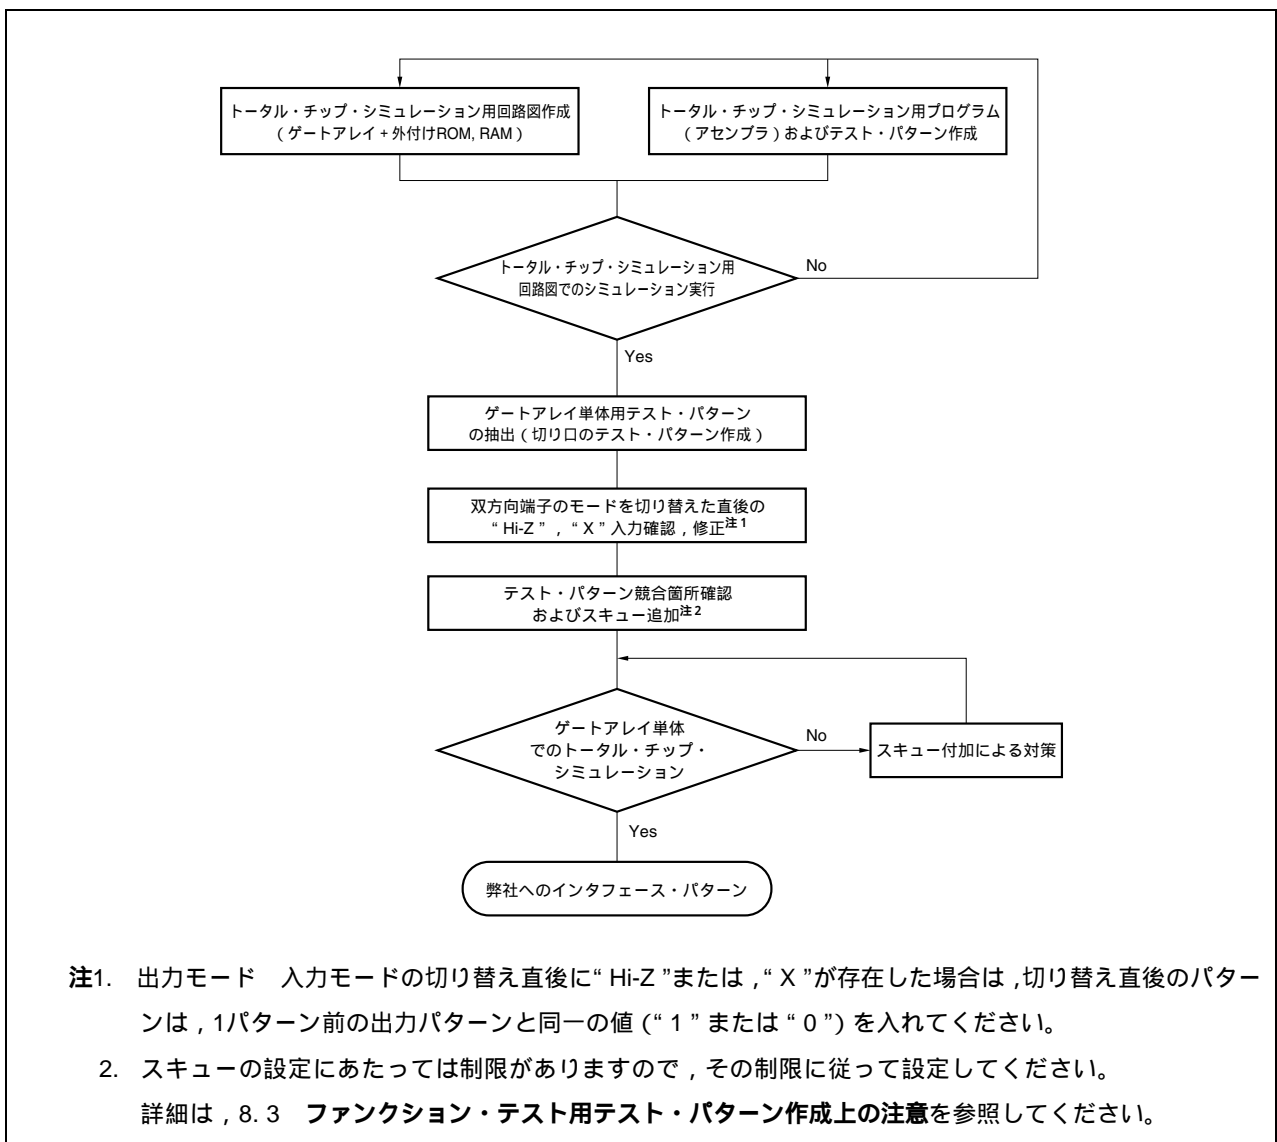 トータル・チップ・シミュレーション用回路図作成
（ゲートアレイ+外付けROM, RAM）
トータル・チップ・シミュレーション用プログラム
（アセンブラ）およびテスト・パターン作成
トータル・チップ・シミュレーション用
回路図でのシミュレーション実行
No
Yes
ゲートアレイ単体用テスト・パターン
の抽出（切り口のテスト・パターン作成）
双方向端子のモードを切り替えた直後の
“Hi-Z”，“X”入力確認，修正注1
テスト・パターン競合箇所確認
およびスキュー追加注2
ゲートアレイ単体
でのトータル・チップ・
シミュレーション
No
スキュー付加による対策
Yes
弊社へのインタフェース・パターン
注1. 出力モード　入力モードの切り替え直後に“Hi-Z”または，“X”が存在した場合は，切り替え直後のパター
ンは，1パターン前の出力パターンと同一の値（“1”または“0”）を入れてください。
2. スキューの設定にあたっては制限がありますので，その制限に従って設定してください。
詳細は，8. 3　ファンクション・テスト用テスト・パターン作成上の注意を参照してください。